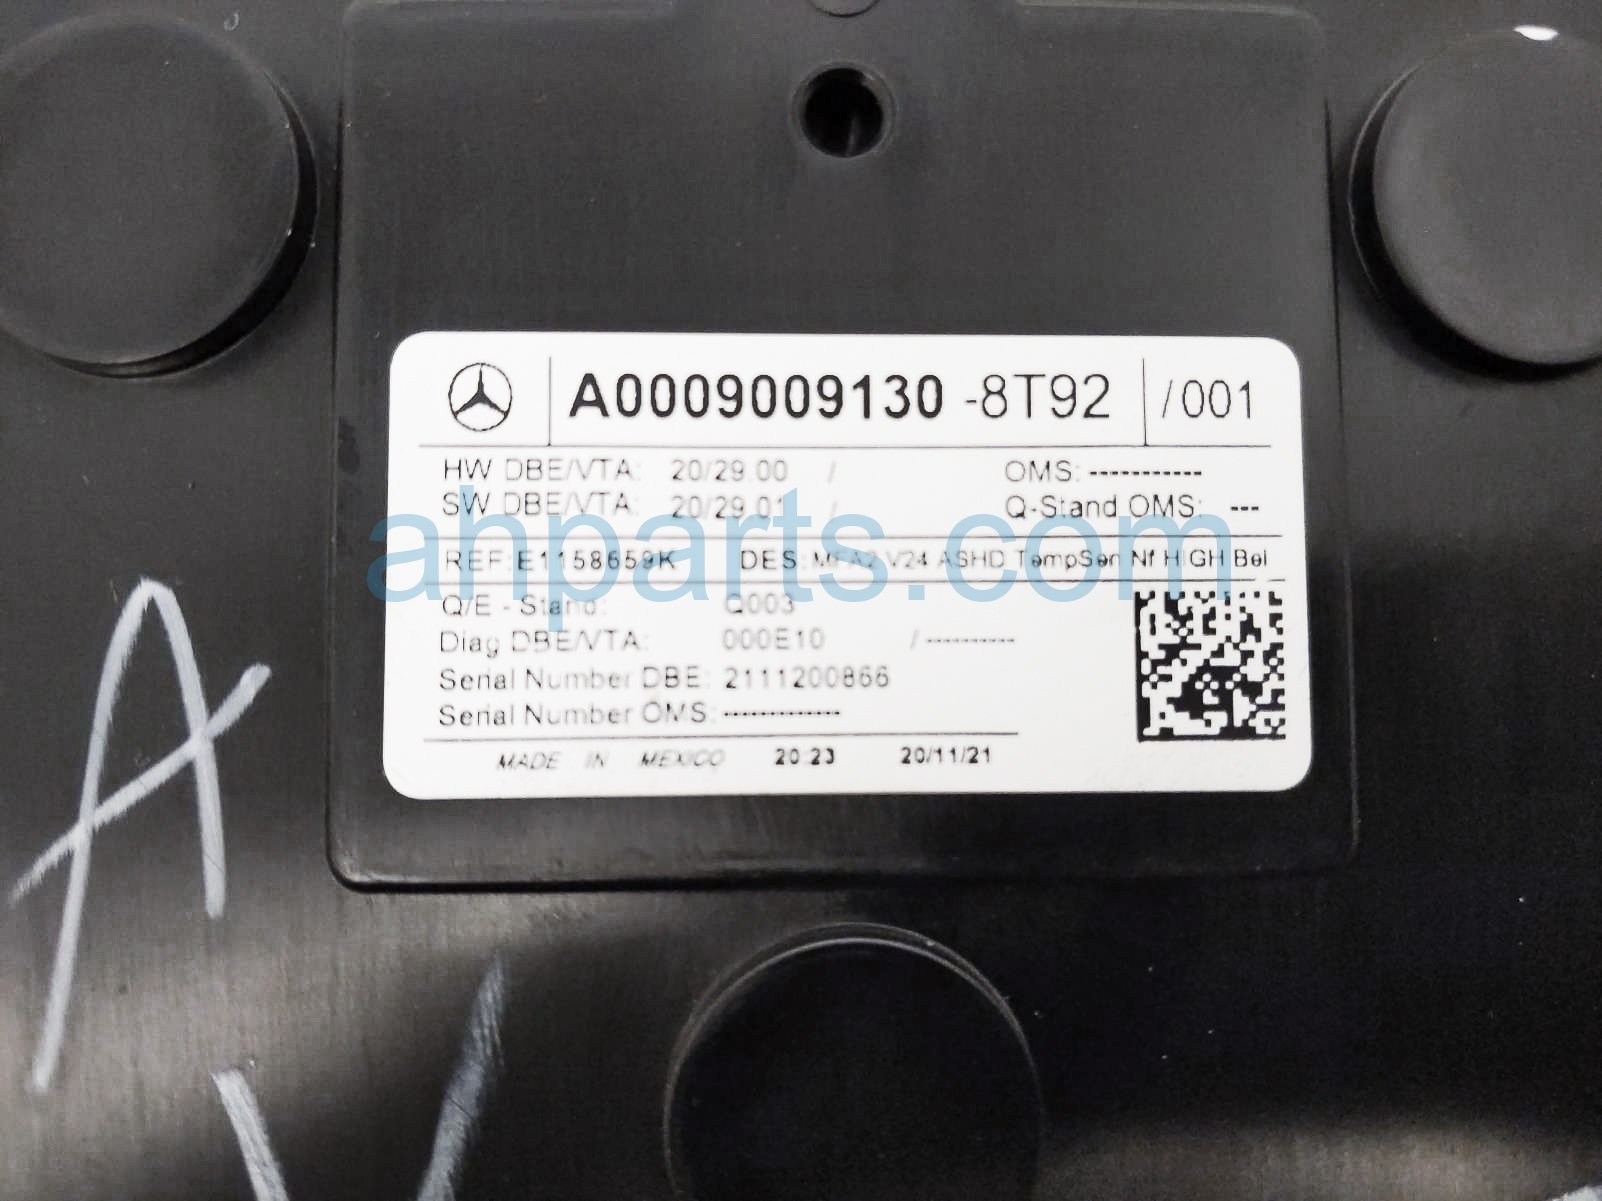 A0009009130 -8T92 /001
HW DBE/VTA: 20/29.00 / OMS: -----------
SW DBE/VTA: 20/29.01 / Q-Stand OMS: ---
ahparts.com
REF:E1158659K DES: MFA2 V24 ASHD TempSen Nf HIGH Bel
Q/E - Stand: Q003
Diag DBE/VTA: 000E10 /----------
Serial Number DBE: 2111200866
Serial Number OMS: -------------
MADE IN MEXICO 20:23 20/11/21
A